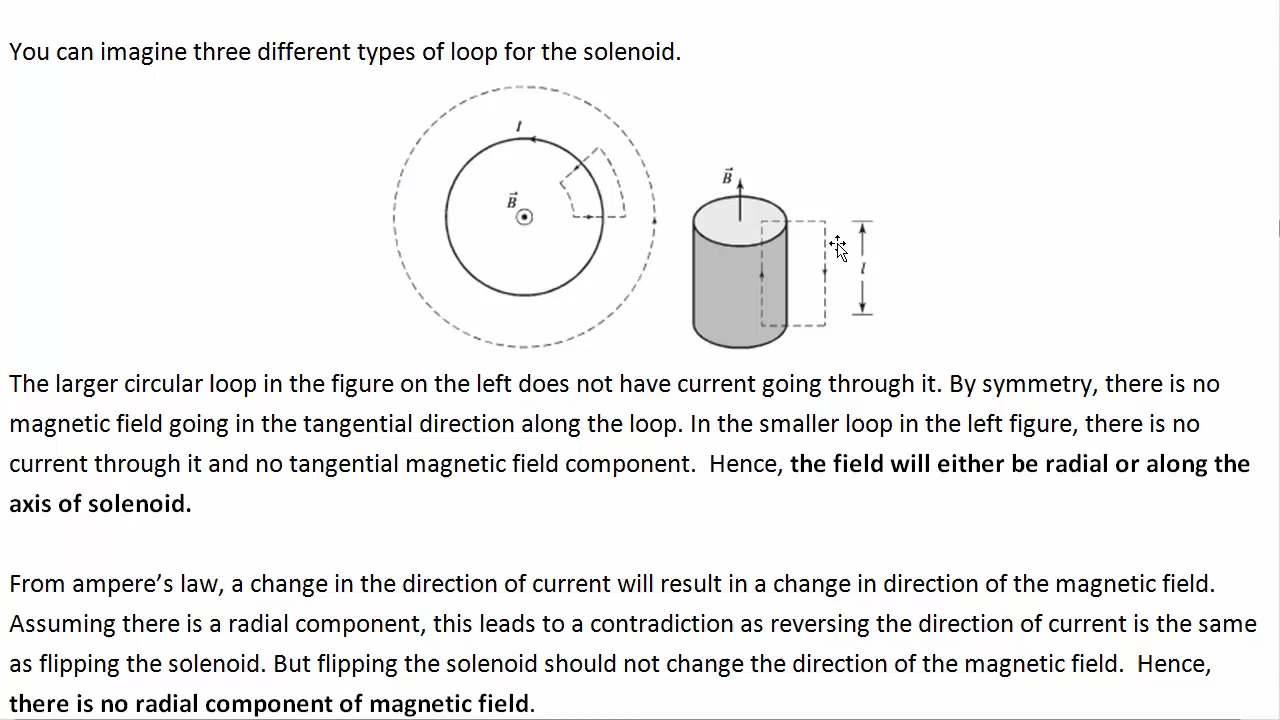 You can imagine three different types of loop for the solenoid.
I
B⃗
B⃗
l
The larger circular loop in the figure on the left does not have current going through it. By symmetry, there is no
magnetic field going in the tangential direction along the loop. In the smaller loop in the left figure, there is no
current through it and no tangential magnetic field component.  Hence, the field will either be radial or along the
axis of solenoid.
From ampere’s law, a change in the direction of current will result in a change in direction of the magnetic field.
Assuming there is a radial component, this leads to a contradiction as reversing the direction of current is the same
as flipping the solenoid. But flipping the solenoid should not change the direction of the magnetic field.  Hence,
there is no radial component of magnetic field.